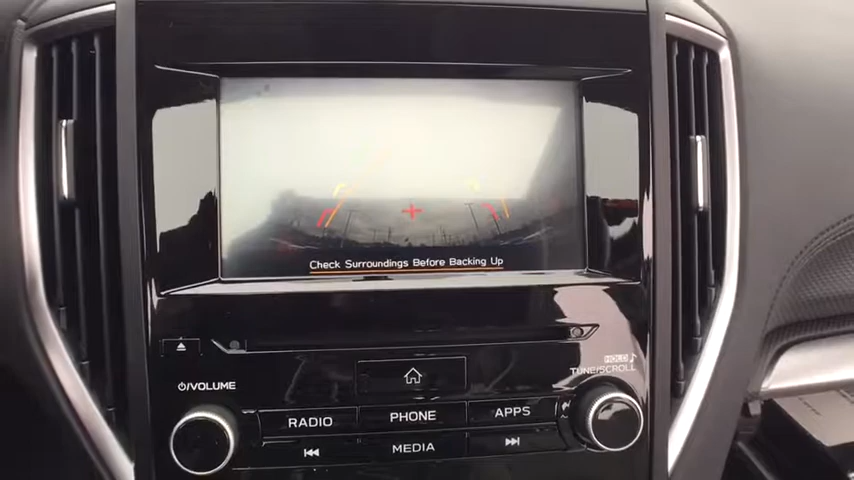 Check Surroundings Before Backing Up
VOLUME
HOLD
TUNE/SCROLL
RADIO
PHONE
APPS
MEDIA